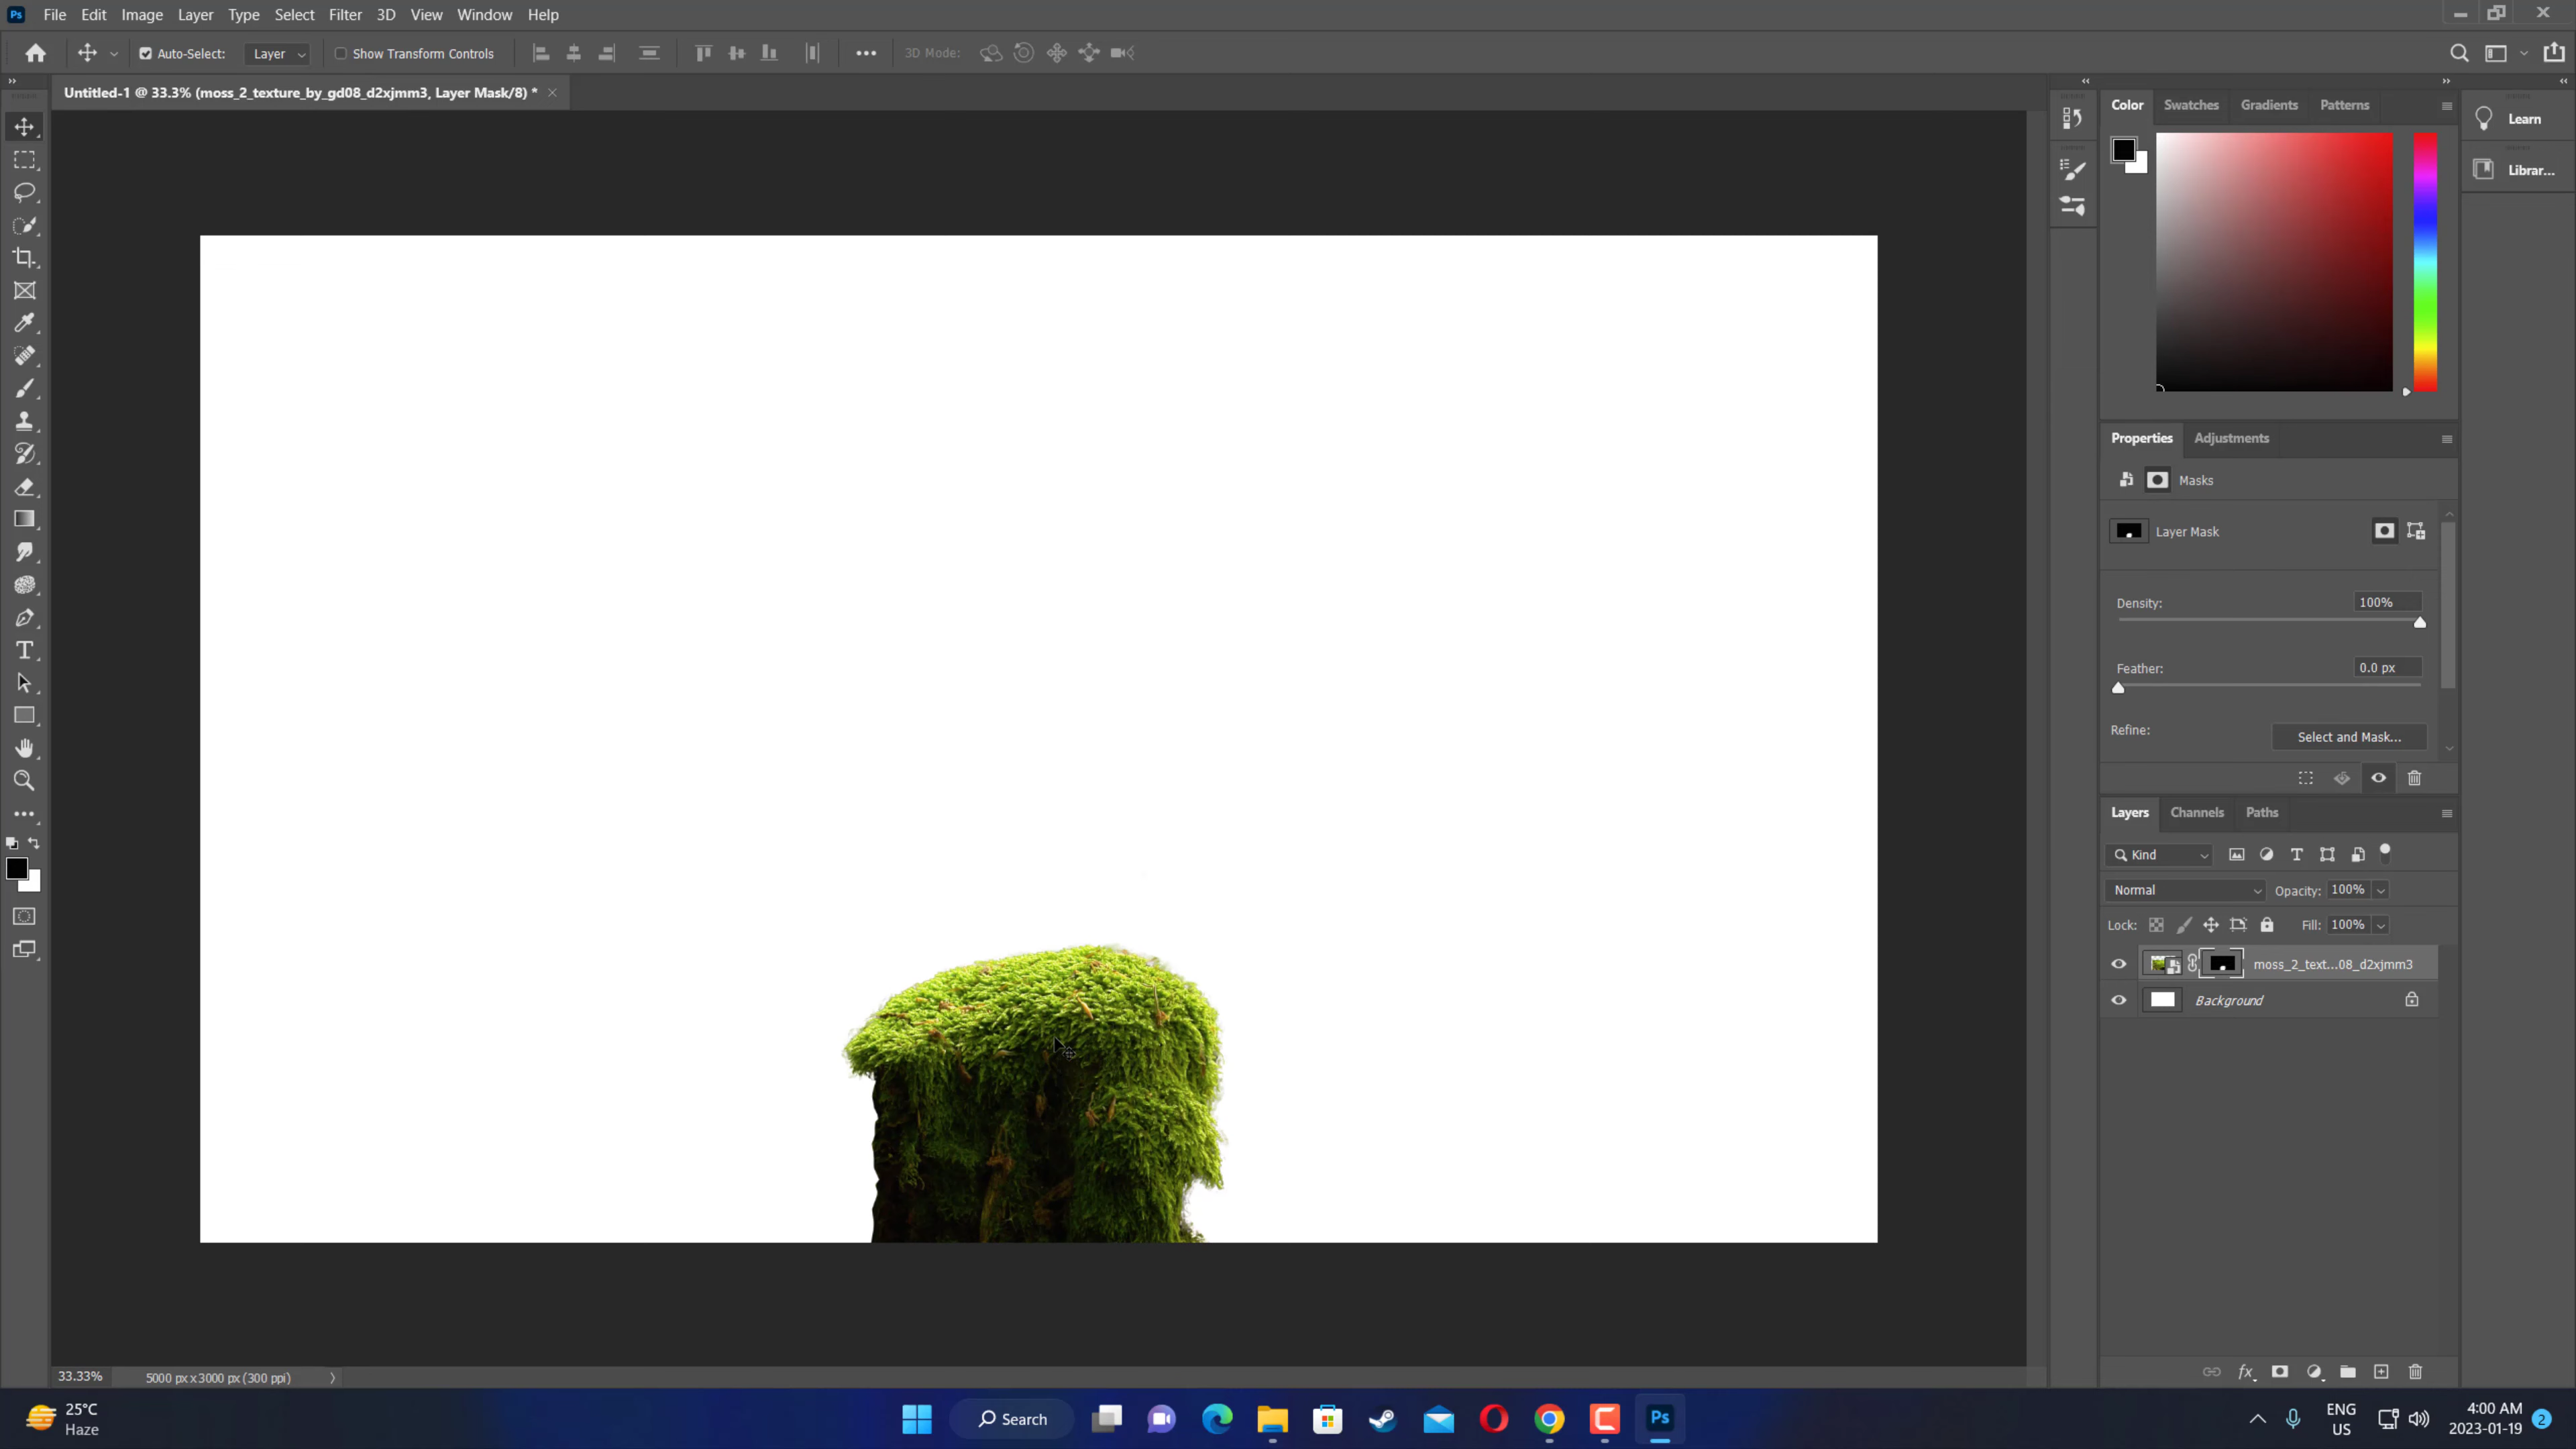 Ps File Edit Image Layer Type Select Filter 3D View Window Help
Auto-Select: Layer Show Transform Controls 3D Mode:
Untitled-1 @ 33.3% (moss_2_texture_by_gd08_d2xjmm3, Layer Mask/8) *
Color Swatches Gradients Patterns
Learn
Librar...
Properties Adjustments
Masks
Layer Mask
Density: 100%
Feather: 0.0 px
Refine: Select and Mask...
Layers Channels Paths
Kind
Normal Opacity: 100%
Lock: Fill: 100%
moss_2_text...08_d2xjmm3
Background
33.33% 5000 px x 3000 px (300 ppi)
25°C
Haze
Search
Ps
ENG
US
4:00 AM
2023-01-19
2